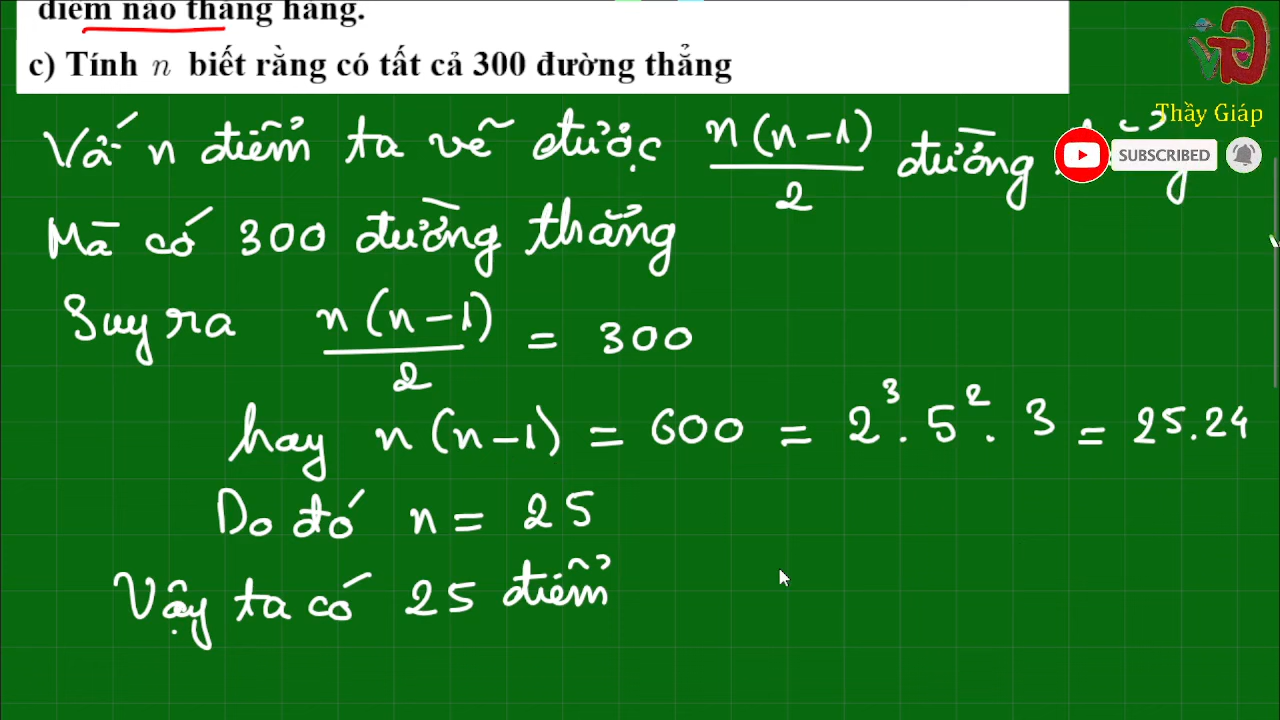 điểm nào thẳng hàng.
c) Tính n biết rằng có tất cả 300 đường thẳng
Thầy Giáp
Với n điểm ta vẽ được n(n-1)/2 đường
SUBSCRIBED
Mà có 300 đường thẳng
Suy ra n(n-1)/2 = 300
hay n(n-1) = 600 = 2³ . 5² . 3 = 25.24
Do đó n = 25
Vậy ta có 25 điểm